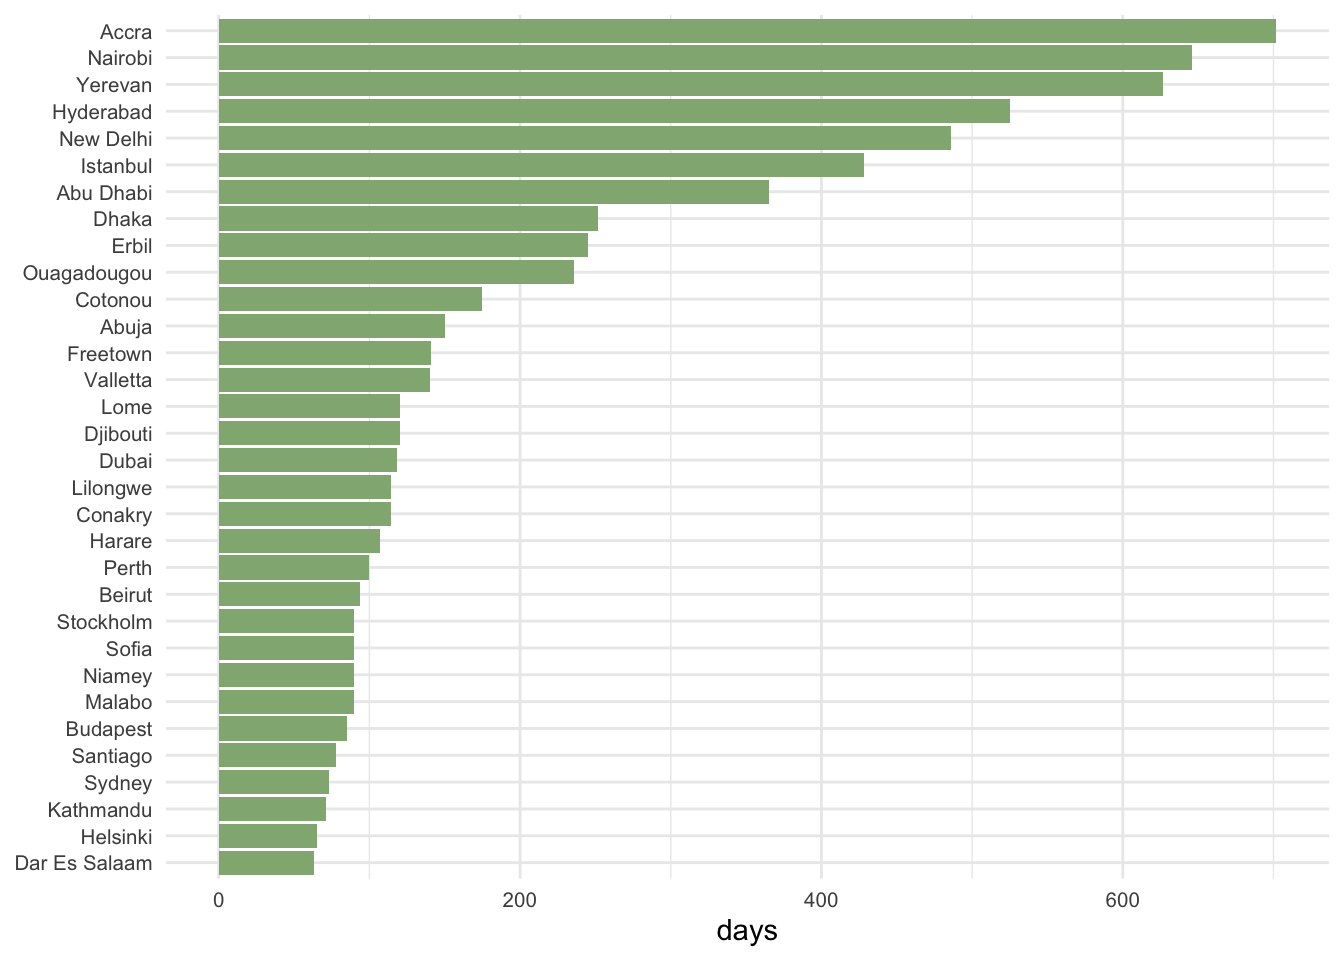 Accra
Nairobi
Yerevan
Hyderabad
New Delhi
Istanbul
Abu Dhabi
Dhaka
Erbil
Ouagadougou
Cotonou
Abuja
Freetown
Valletta
Lome
Djibouti
Dubai
Lilongwe
Conakry
Harare
Perth
Beirut
Stockholm
Sofia
Niamey
Malabo
Budapest
Santiago
Sydney
Kathmandu
Helsinki
Dar Es Salaam
0 200 400 600
days